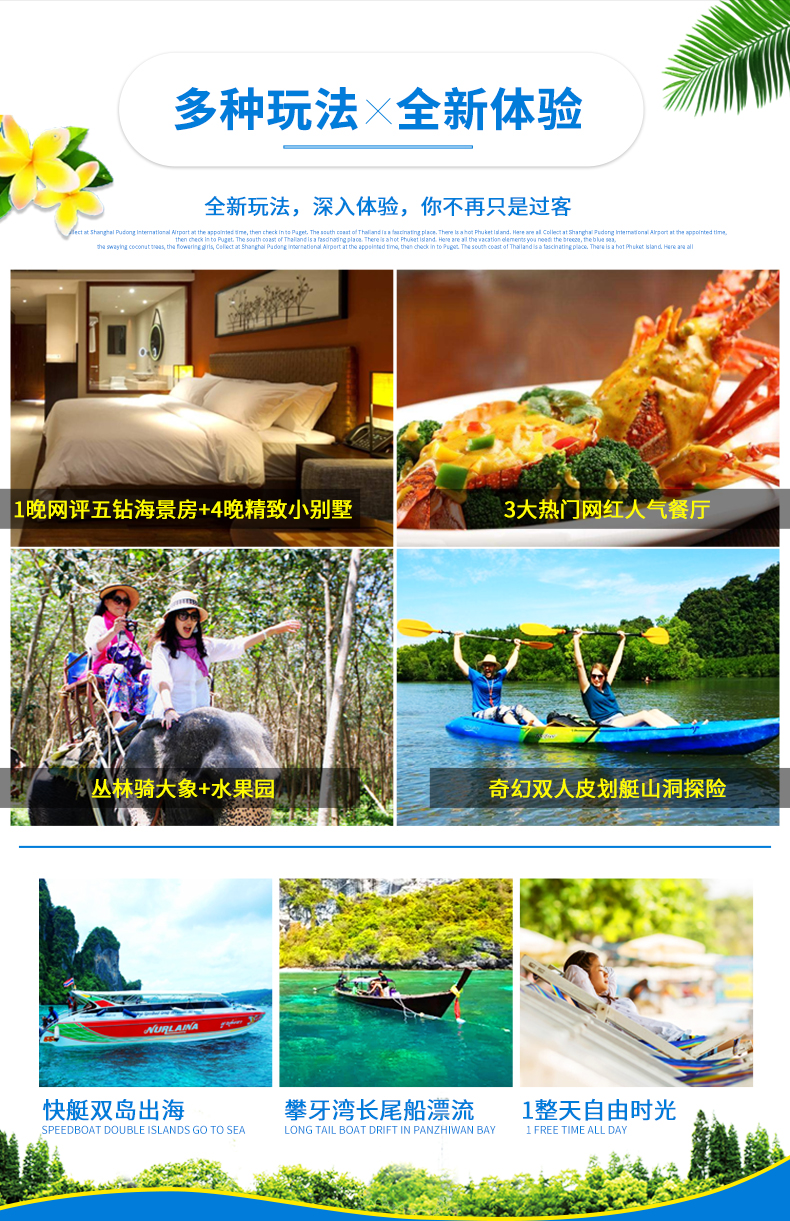 多种玩法×全新体验
全新玩法，深入体验，你不再只是过客
llect at Shanghai Pudong International Airport at the appointed time, then check in to Puget. The south coast of Thailand is a fascinating place. There is a hot Phuket Island. Here are all Collect at Shanghai Pudong International Airport at the appointed time,
then check in to Puget. The south coast of Thailand is a fascinating place. There is a hot Phuket Island. Here are all the vacation elements you need: the breeze, the blue sea,
the swaying coconut trees, the flowering girls, Collect at Shanghai Pudong International Airport at the appointed time, then check in to Puget. The south coast of Thailand is a fascinating place. There is a hot Phuket Island. Here are all
1晚网评五钻海景房+4晚精致小别墅
3大热门网红人气餐厅
丛林骑大象+水果园
奇幻双人皮划艇山洞探险
NURLAINA
快艇双岛出海
SPEEDBOAT DOUBLE ISLANDS GO TO SEA
攀牙湾长尾船漂流
LONG TAIL BOAT DRIFT IN PANZHIWAN BAY
1整天自由时光
1 FREE TIME ALL DAY